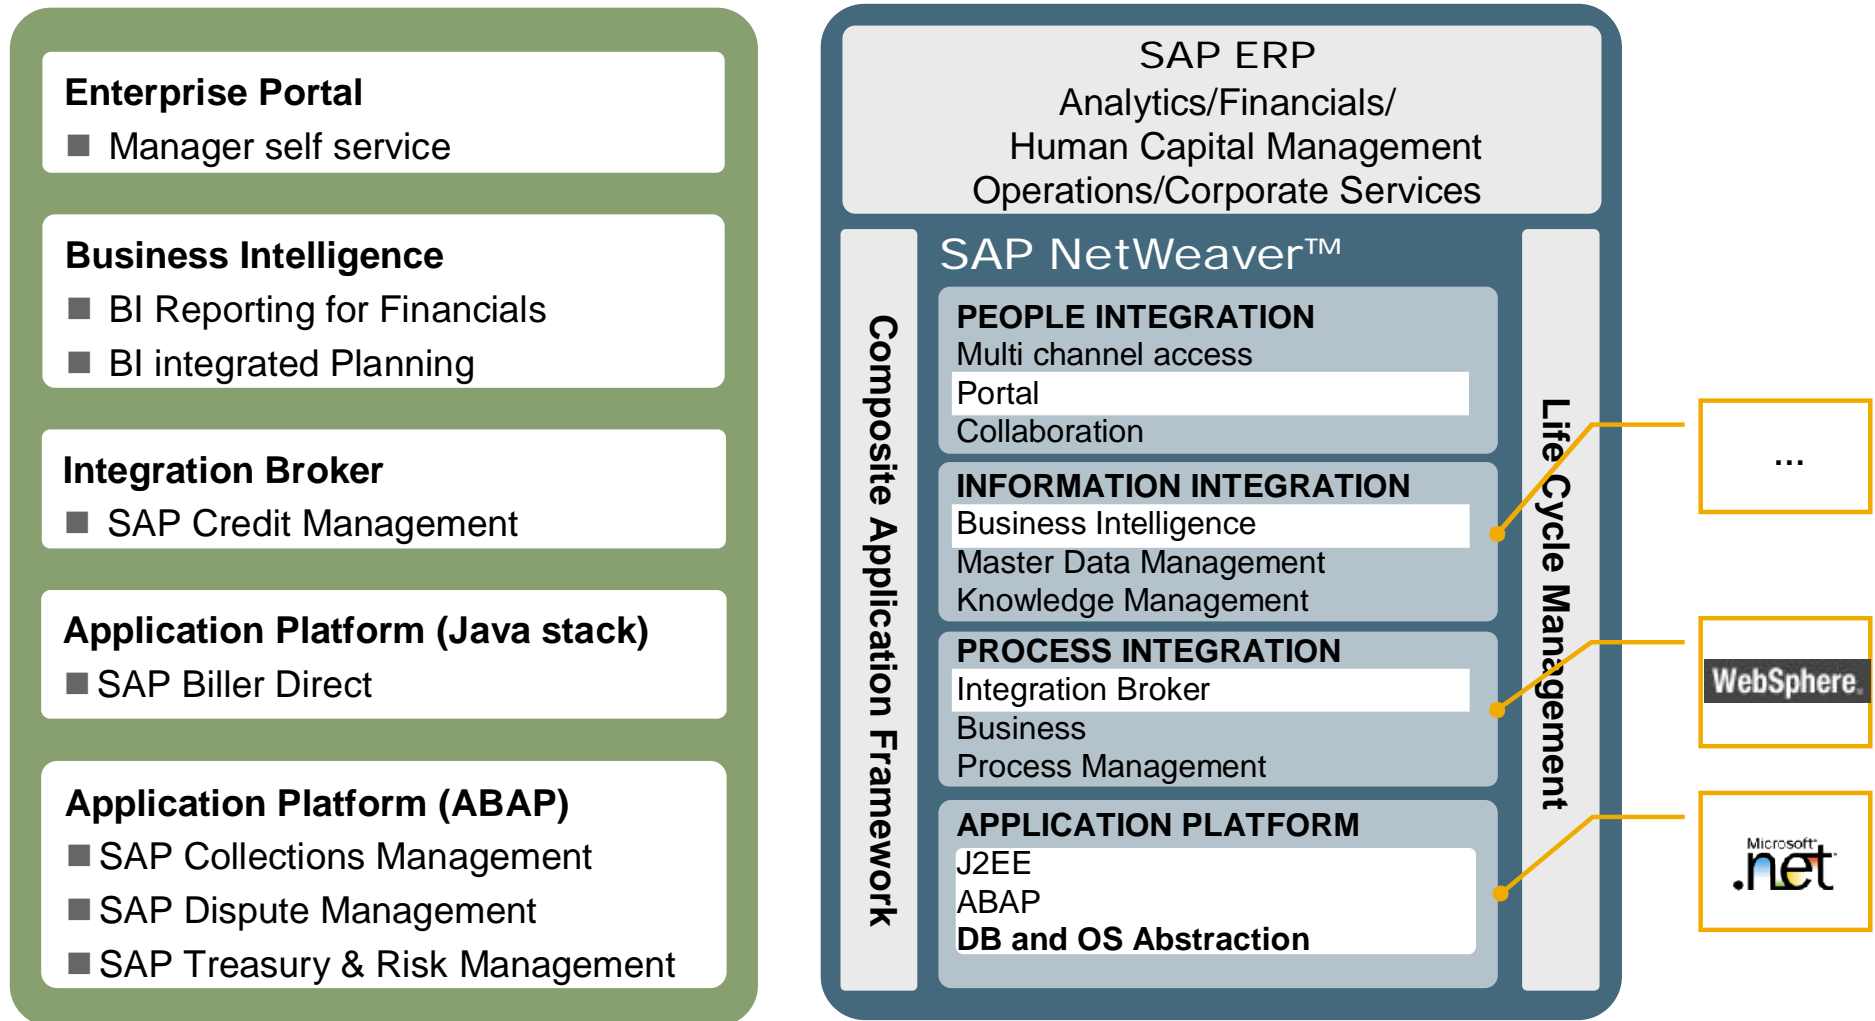 Enterprise Portal
Manager self service
Business Intelligence
BI Reporting for Financials
BI integrated Planning
Integration Broker
SAP Credit Management
Application Platform (Java stack)
SAP Biller Direct
Application Platform (ABAP)
SAP Collections Management
SAP Dispute Management
SAP Treasury & Risk Management
SAP ERP
Analytics/Financials/
Human Capital Management
Operations/Corporate Services
Composite Application Framework
SAP NetWeaver™
PEOPLE INTEGRATION
Multi channel access
Portal
Collaboration
INFORMATION INTEGRATION
Business Intelligence
Master Data Management
Knowledge Management
PROCESS INTEGRATION
Integration Broker
Business
Process Management
APPLICATION PLATFORM
J2EE
ABAP
DB and OS Abstraction
Life Cycle Management
...
WebSphere.
Microsoft
.net